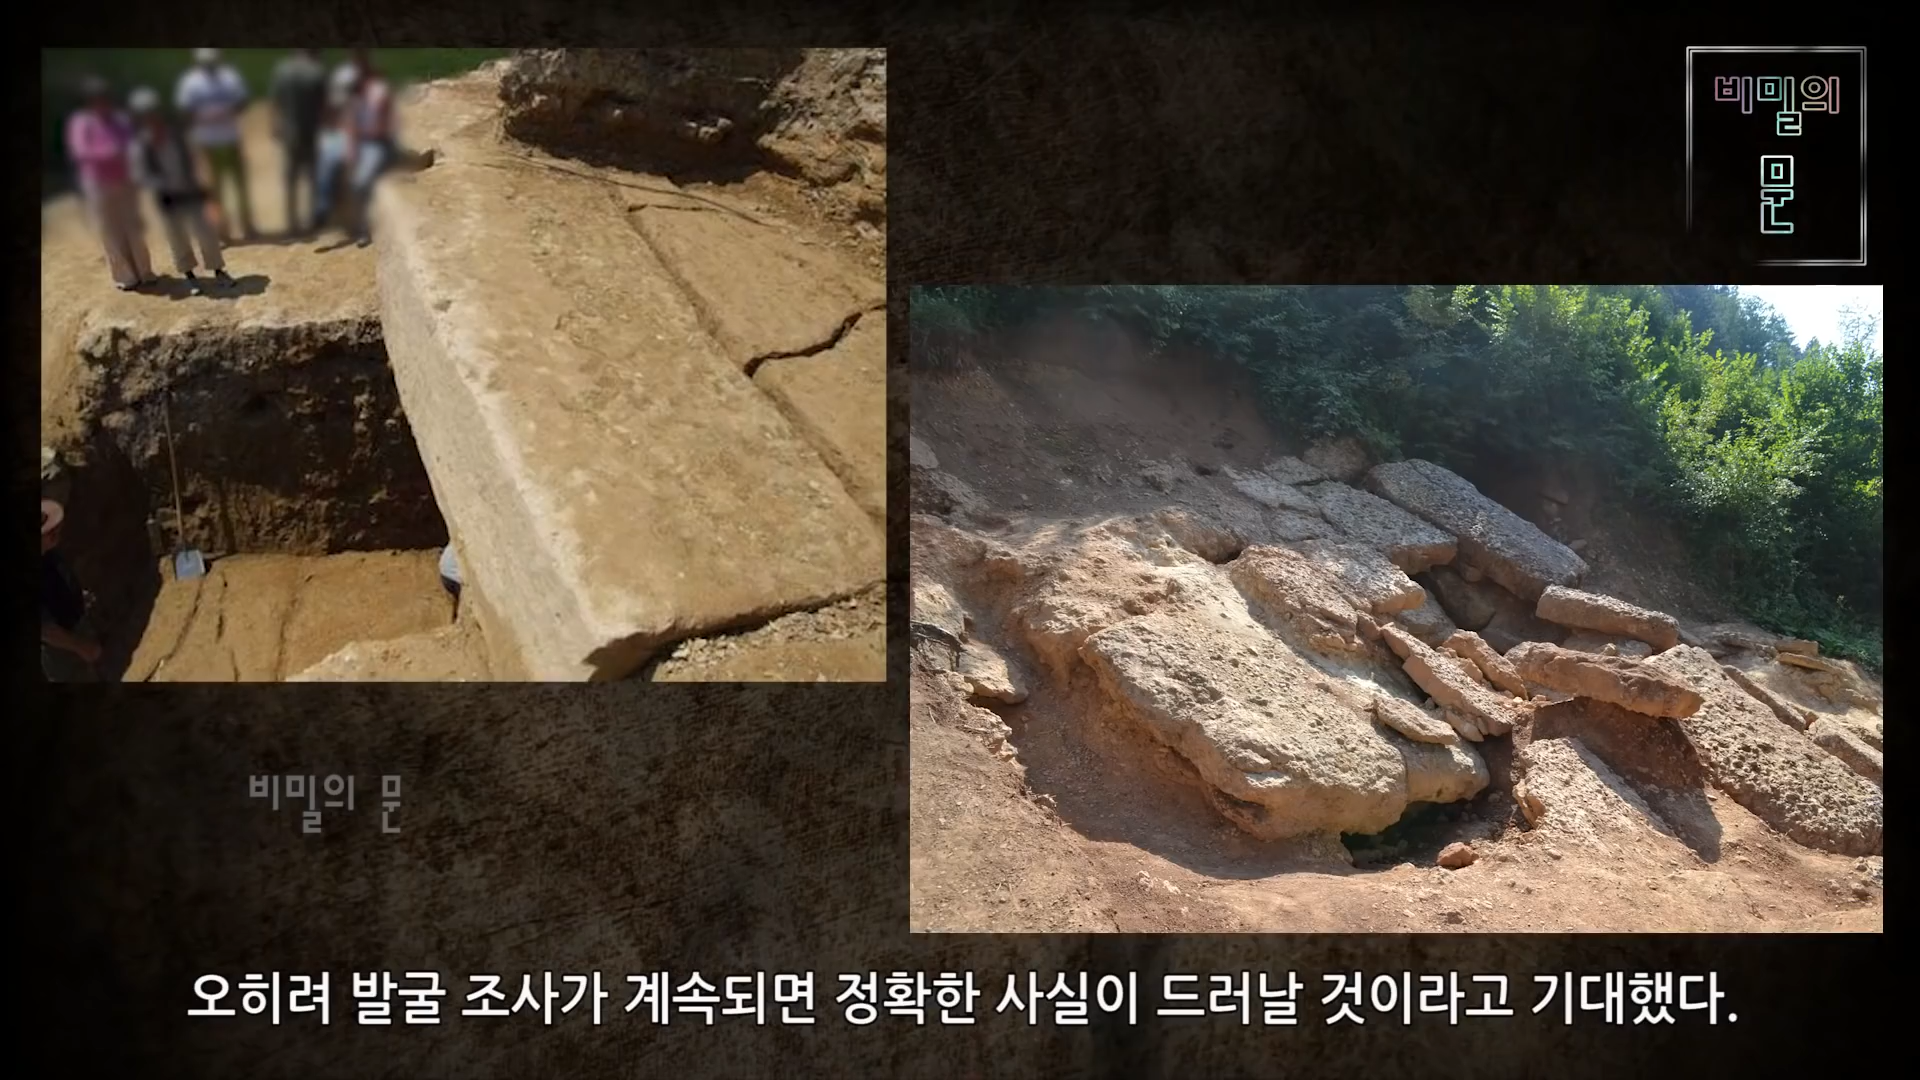 비밀의
문
비밀의 문
오히려 발굴 조사가 계속되면 정확한 사실이 드러날 것이라고 기대했다.